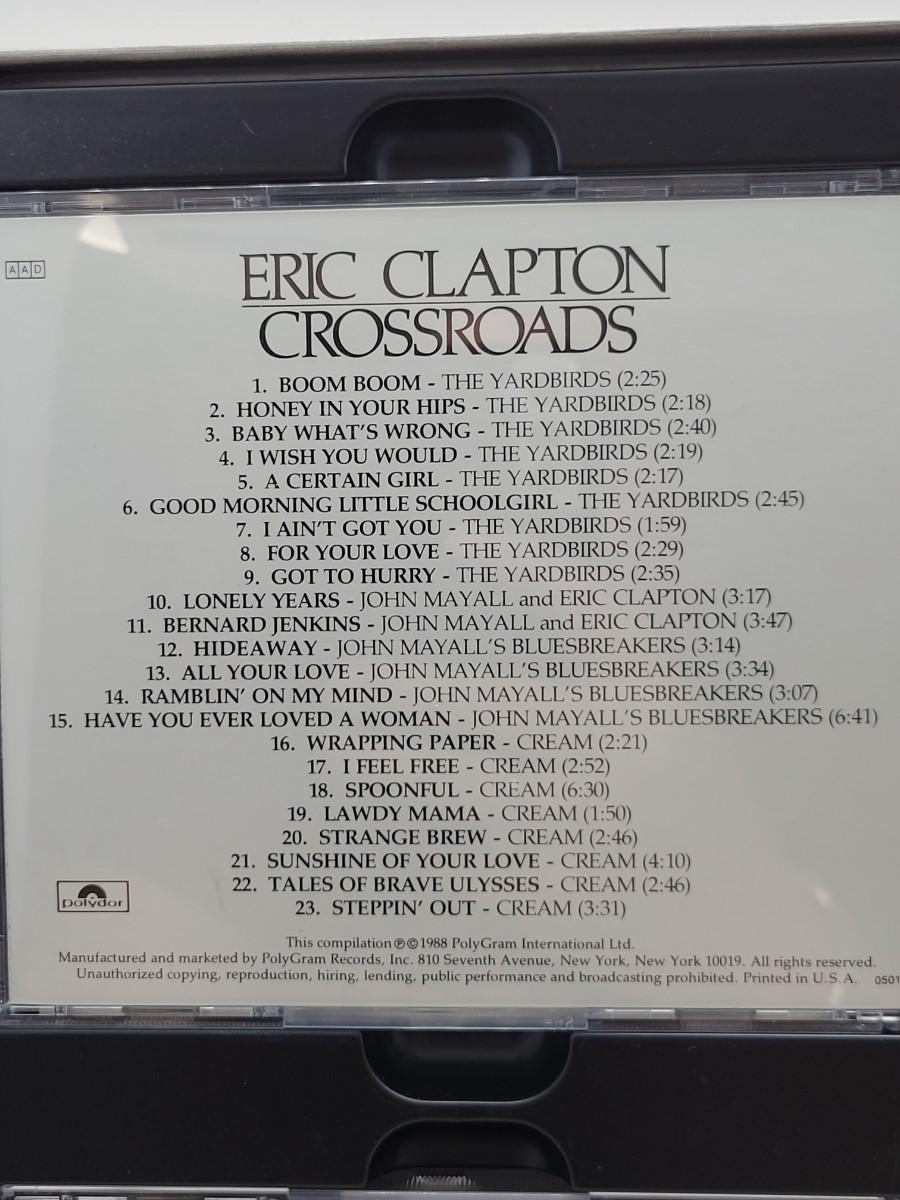 AAD
ERIC CLAPTON
CROSSROADS
1. BOOM BOOM - THE YARDBIRDS (2:25)
2. HONEY IN YOUR HIPS - THE YARDBIRDS (2:18)
3. BABY WHAT'S WRONG - THE YARDBIRDS (2:40)
4. I WISH YOU WOULD - THE YARDBIRDS (2:19)
5. A CERTAIN GIRL - THE YARDBIRDS (2:17)
6. GOOD MORNING LITTLE SCHOOLGIRL - THE YARDBIRDS (2:45)
7. I AIN'T GOT YOU - THE YARDBIRDS (1:59)
8. FOR YOUR LOVE - THE YARDBIRDS (2:29)
9. GOT TO HURRY - THE YARDBIRDS (2:35)
10. LONELY YEARS - JOHN MAYALL and ERIC CLAPTON (3:17)
11. BERNARD JENKINS - JOHN MAYALL and ERIC CLAPTON (3:47)
12. HIDEAWAY - JOHN MAYALL'S BLUESBREAKERS (3:14)
13. ALL YOUR LOVE - JOHN MAYALL'S BLUESBREAKERS (3:34)
14. RAMBLIN' ON MY MIND - JOHN MAYALL'S BLUESBREAKERS (3:07)
15. HAVE YOU EVER LOVED A WOMAN - JOHN MAYALL'S BLUESBREAKERS (6:41)
16. WRAPPING PAPER - CREAM (2:21)
17. I FEEL FREE - CREAM (2:52)
18. SPOONFUL - CREAM (6:30)
19. LAWDY MAMA - CREAM (1:50)
20. STRANGE BREW - CREAM (2:46)
21. SUNSHINE OF YOUR LOVE - CREAM (4:10)
22. TALES OF BRAVE ULYSSES - CREAM (2:46)
23. STEPPIN' OUT - CREAM (3:31)
polydor
This compilation ℗©1988 PolyGram International Ltd.
Manufactured and marketed by PolyGram Records, Inc. 810 Seventh Avenue, New York, New York 10019. All rights reserved.
Unauthorized copying, reproduction, hiring, lending, public performance and broadcasting prohibited. Printed in U.S.A. 0501